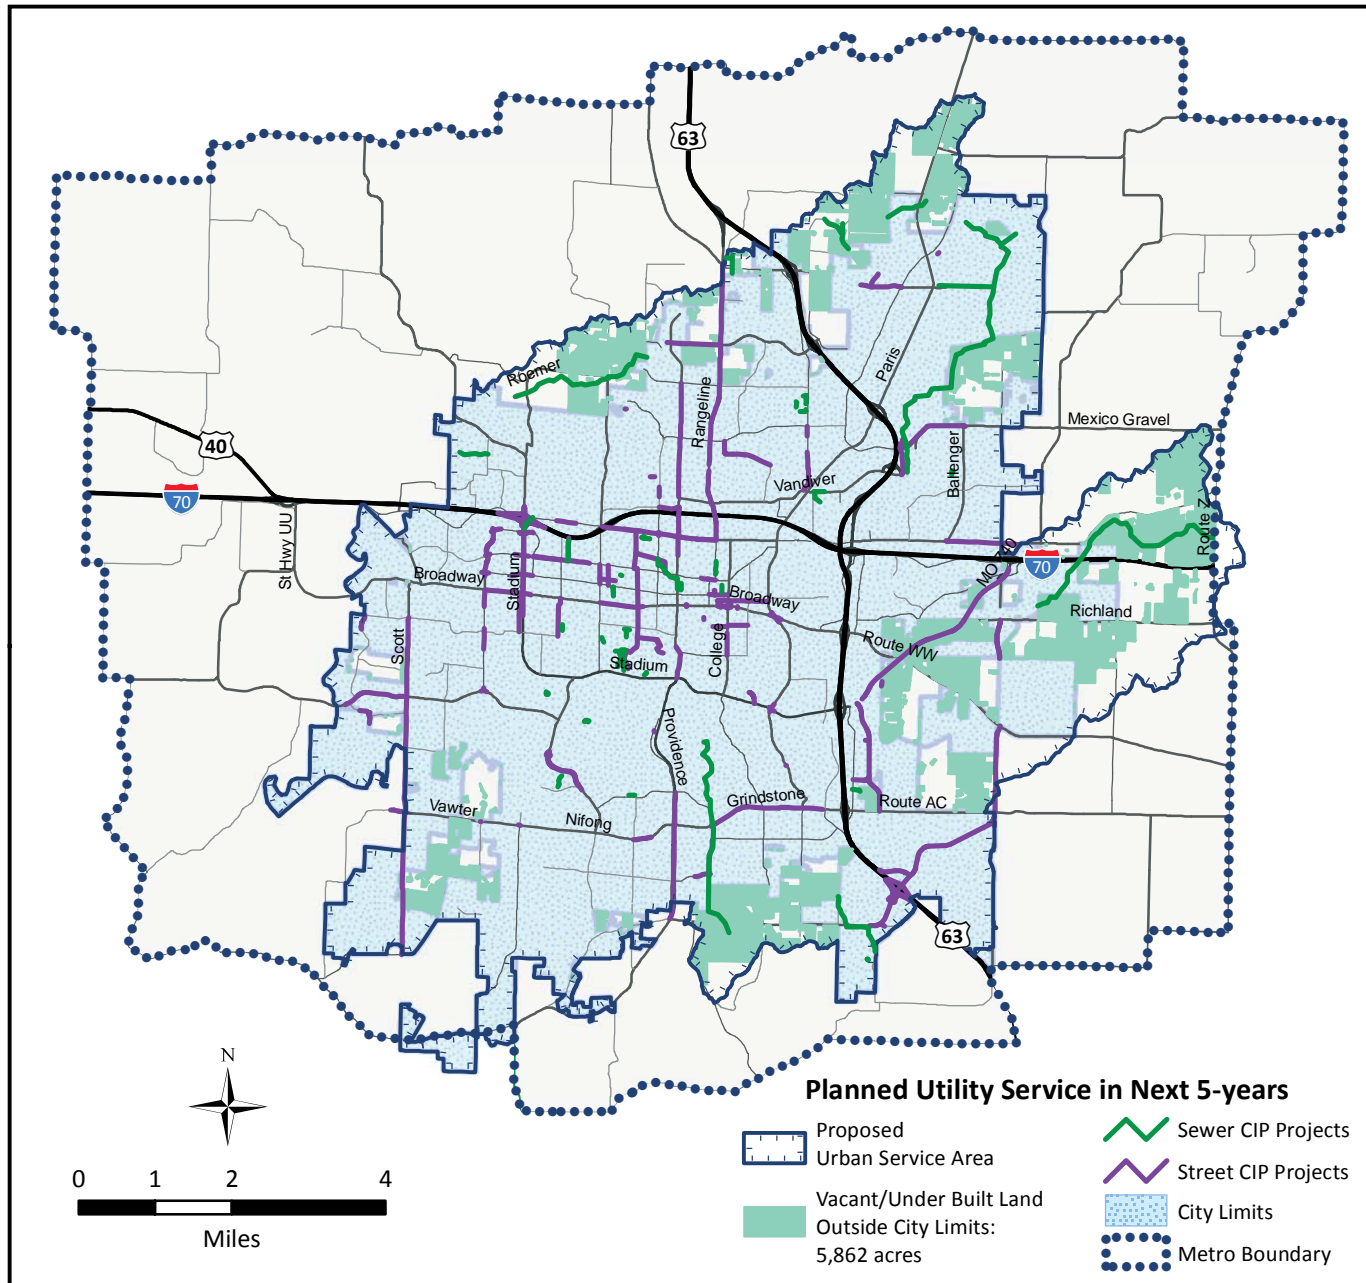 63
Roemer
Rangeline
Paris
Mexico Gravel
40
70
Ballenger
Vandiver
Route Z
St Hwy UU
Stadium
MO 740
70
Broadway
Broadway
Richland
Scott
College
Route WW
Stadium
Providence
Grindstone
Route AC
Vawter
Nifong
63
N
Planned Utility Service in Next 5-years
Proposed
Urban Service Area
Vacant/Under Built Land
Outside City Limits:
5,862 acres
Sewer CIP Projects
Street CIP Projects
City Limits
Metro Boundary
0 1 2 4
Miles